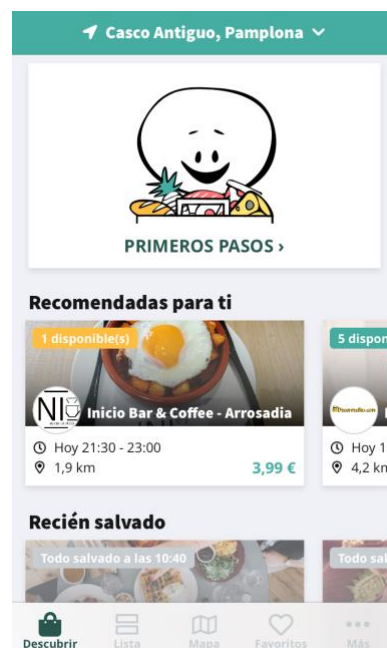 Casco Antiguo, Pamplona
PRIMEROS PASOS ›
Recomendadas para ti
1 disponible(s)
5 dispon
NI
Inicio Bar & Coffee - Arrosadia
Hoy 21:30 - 23:00
Hoy 1
1,9 km
3,99 €
4,2 km
Recién salvado
Todo salvado a las 10:40
Todo sal
Descubrir
Lista
Mapa
Favoritos
Más